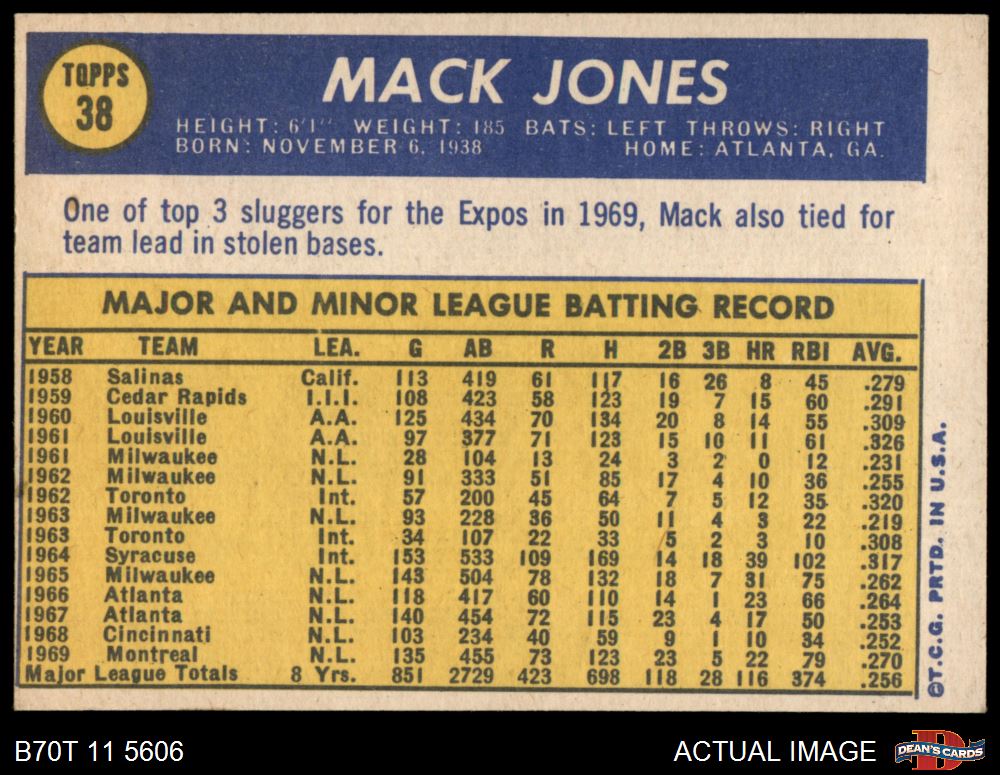 TOPPS
38
MACK JONES
HEIGHT: 6'1" WEIGHT: 185 BATS: LEFT THROWS: RIGHT
BORN: NOVEMBER 6, 1938 HOME: ATLANTA, GA.
One of top 3 sluggers for the Expos in 1969, Mack also tied for
team lead in stolen bases.
MAJOR AND MINOR LEAGUE BATTING RECORD
YEAR TEAM LEA. G AB R H 2B 3B HR RBI AVG.
1958 Salinas Calif. 113 419 61 117 16 26 8 45 .279
1959 Cedar Rapids I.I.I. 108 423 58 123 19 7 15 60 .291
1960 Louisville A.A. 125 434 70 134 20 8 14 55 .309
1961 Louisville A.A. 97 377 71 123 15 10 11 61 .326
1961 Milwaukee N.L. 28 104 13 24 3 2 0 12 .231
1962 Milwaukee N.L. 91 333 51 85 17 4 10 36 .255
1962 Toronto Int. 57 200 45 64 7 5 12 35 .320
1963 Milwaukee N.L. 93 228 36 50 11 4 3 22 .219
1963 Toronto Int. 34 107 22 33 5 2 3 10 .308
1964 Syracuse Int. 153 533 109 169 14 18 39 102 .317
1965 Milwaukee N.L. 143 504 78 132 18 7 31 75 .262
1966 Atlanta N.L. 118 417 60 110 14 1 23 66 .264
1967 Atlanta N.L. 140 454 72 115 23 4 17 50 .253
1968 Cincinnati N.L. 103 234 40 59 9 1 10 34 .252
1969 Montreal N.L. 135 455 73 123 23 5 22 79 .270
Major League Totals 8 Yrs. 851 2729 423 698 118 28 116 374 .256
©T.C.G. PRTD. IN U.S.A.
B70T 11 5606 ACTUAL IMAGE
DEAN'S CARDS